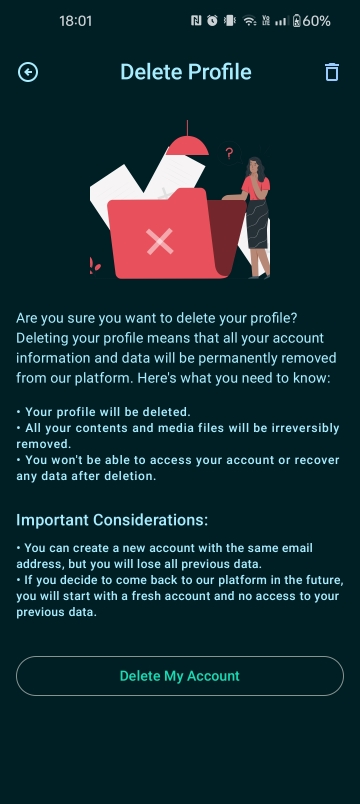 18:01
Vo
LTE
60%
Delete Profile
?
Are you sure you want to delete your profile?
Deleting your profile means that all your account
information and data will be permanently removed
from our platform. Here's what you need to know:
• Your profile will be deleted.
• All your contents and media files will be irreversibly
removed.
• You won't be able to access your account or recover
any data after deletion.
Important Considerations:
• You can create a new account with the same email
address, but you will lose all previous data.
• If you decide to come back to our platform in the future,
you will start with a fresh account and no access to your
previous data.
Delete My Account